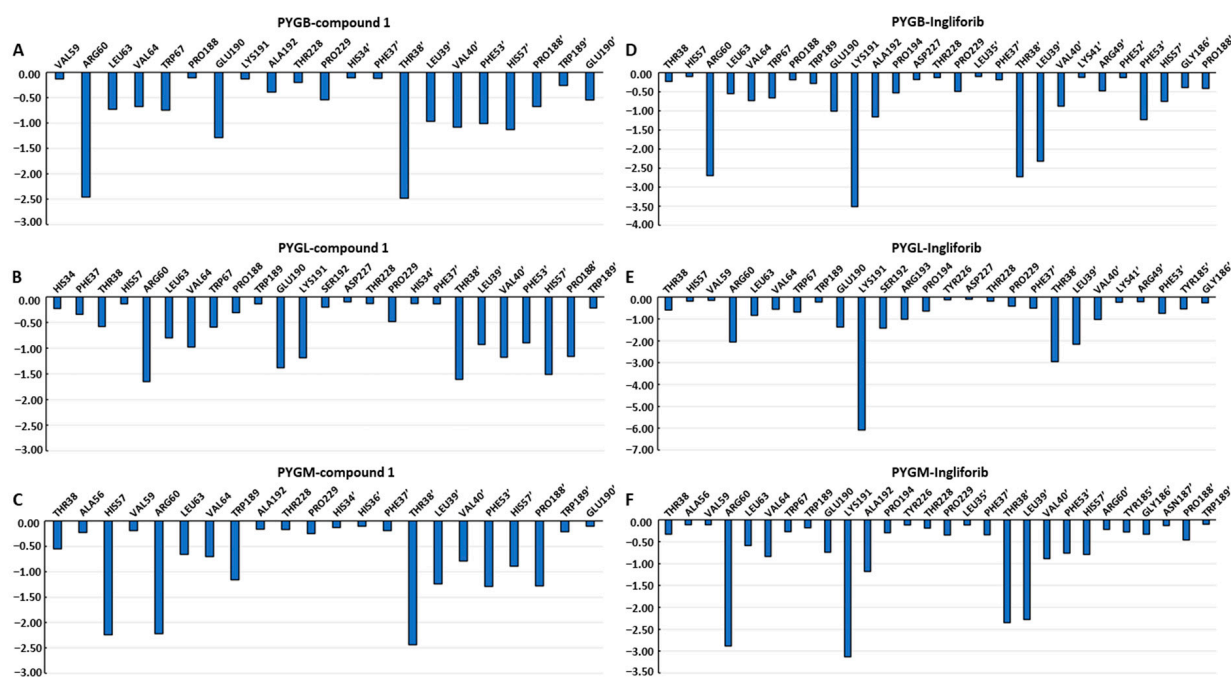 PYGB-compound 1
A
VAL59 ARG60 LEU63 VAL64 TRP67 PRO188 GLU190 LYS191 ALA192 THR28 PRO229 HIS34' PHE37' THR38' LEU39' VAL40' PHE53' HIS57' PRO188' TRP189' GLU190'
0.00
−0.50
−1.00
−1.50
−2.00
−2.50
−3.00
PYGL-compound 1
B
HIS34 PHE37 THR38 HIS57 ARG60 LEU63 VAL64 TRP67 PRO188 TRP189 GLU190 LYS191 SER192 ASP227 THR28 PRO229 HIS34' PHE37' THR38' LEU39' VAL40' PHE53' HIS57' PRO188' TRP189'
0.00
−0.50
−1.00
−1.50
−2.00
−2.50
−3.00
PYGM-compound 1
C
THR38 ALA56 HIS57 VAL59 ARG60 LEU63 VAL64 TRP189 ALA192 THR28 PRO229 HIS34' HIS36' PHE37' THR38' LEU39' VAL40' PHE53' HIS57' PRO188' TRP189' GLU190'
0.00
−0.50
−1.00
−1.50
−2.00
−2.50
−3.00
PYGB-Ingliforib
D
THR38 HIS57 ARG60 LEU63 VAL64 TRP67 PRO188 TRP189 GLU190 LYS191 ALA192 PRO194 ASP227 THR28 PRO229 LEU35' PHE37' THR38' LEU39' VAL40' LYS41' ARG49' PHE52' PHE53' HIS57' GLY186' PRO188'
0.00
−0.50
−1.00
−1.50
−2.00
−2.50
−3.00
−3.50
−4.00
PYGL-Ingliforib
E
THR38 HIS57 VAL59 ARG60 LEU63 VAL64 TRP67 TRP189 GLU190 LYS191 SER192 ARG193 PRO194 TYR226 ASP227 THR28 PRO229 PHE37' THR38' LEU39' VAL40' LYS41' ARG49' PHE53' TYR185' GLY186'
0.00
−1.00
−2.00
−3.00
−4.00
−5.00
−6.00
−7.00
PYGM-Ingliforib
F
THR38 ALA56 VAL59 ARG60 LEU63 VAL64 TRP67 TRP189 GLU190 LYS191 ALA192 PRO194 TYR226 THR28 PRO229 LEU35' PHE37' THR38' LEU39' VAL40' PHE53' HIS57' ARG60' TYR185' GLY186' ASN187' PRO188' TRP189'
0.00
−0.50
−1.00
−1.50
−2.00
−2.50
−3.00
−3.50